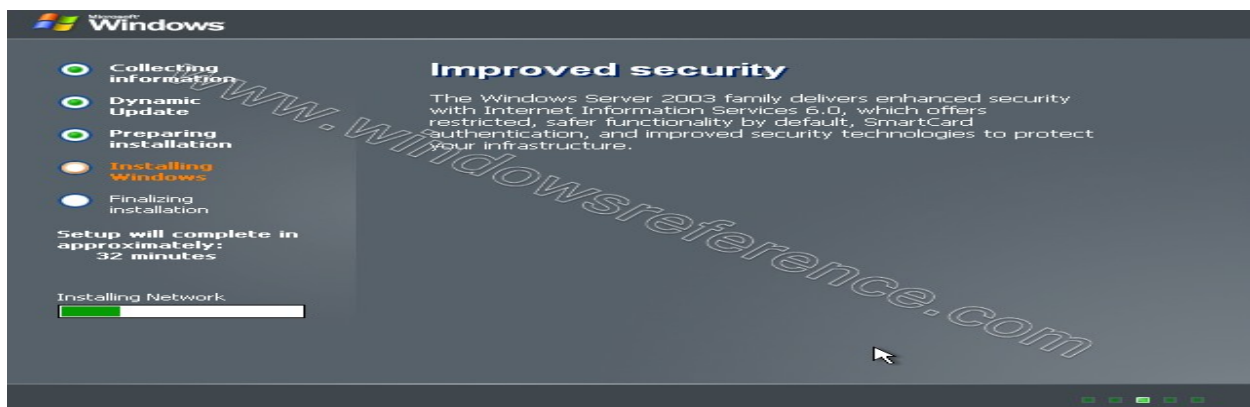 Microsoft
Windows
Collecting
information
Dynamic
Update
Preparing
installation
Installing
Windows
Finalizing
installation
Setup will complete in
approximately:
32 minutes
Installing Network
Improved security
The Windows Server 2003 family delivers enhanced security
with Internet Information Services 6.0, which offers
restricted, safer functionality by default, SmartCard
authentication, and improved security technologies to protect
your infrastructure.
www.windowsreference.com